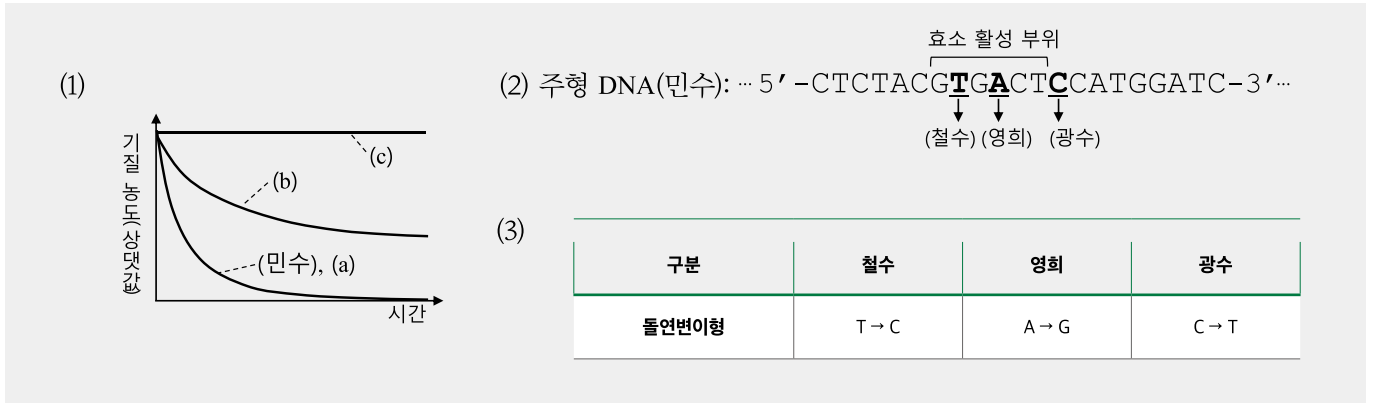 (1)
기질 농도(상댓값)
(c)
(b)
(민수), (a)
시간
효소 활성 부위
(2) 주형 DNA(민수): ··· 5′ –CTCTACGTGACTCCATGGATC–3′···
(철수) (영희) (광수)
(3)
구분 철수 영희 광수
돌연변이형 T → C A → G C → T